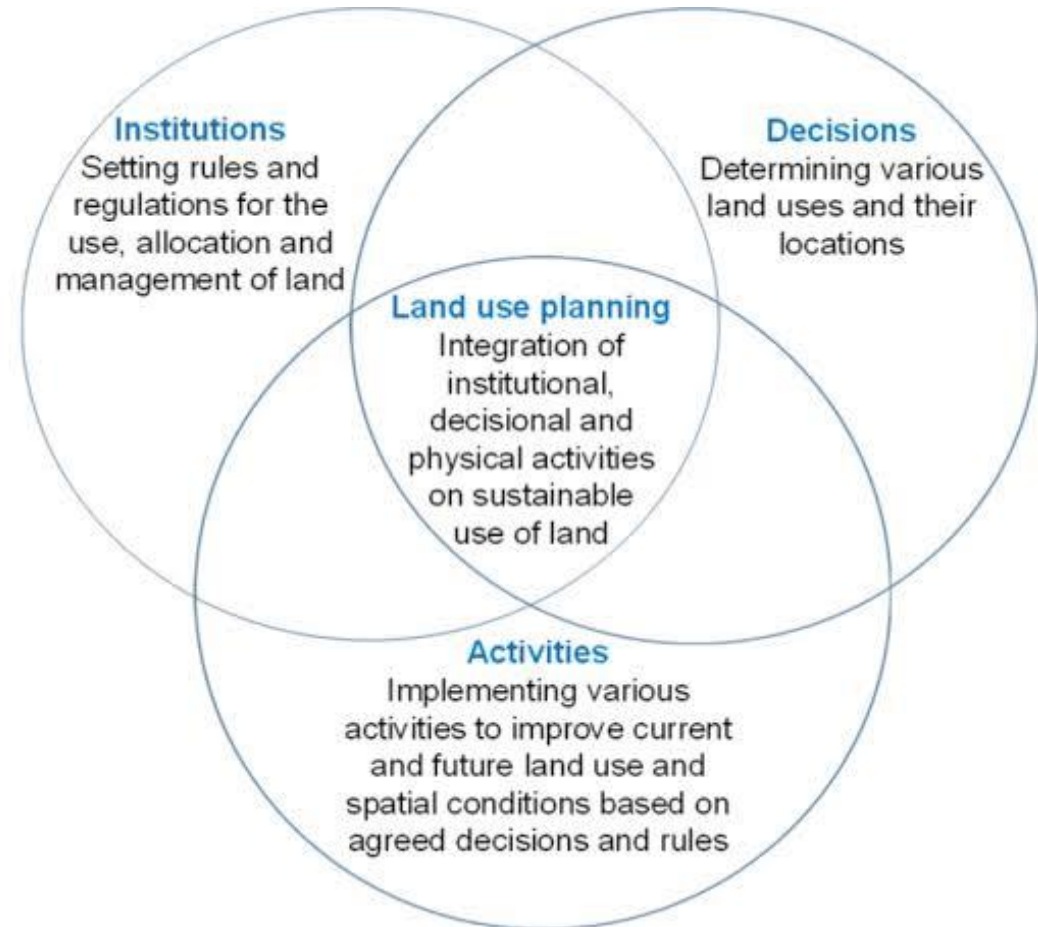 Institutions
Setting rules and
regulations for the
use, allocation and
management of land
Decisions
Determining various
land uses and their
locations
Land use planning
Integration of
institutional,
decisional and
physical activities
on sustainable
use of land
Activities
Implementing various
activities to improve current
and future land use and
spatial conditions based on
agreed decisions and rules